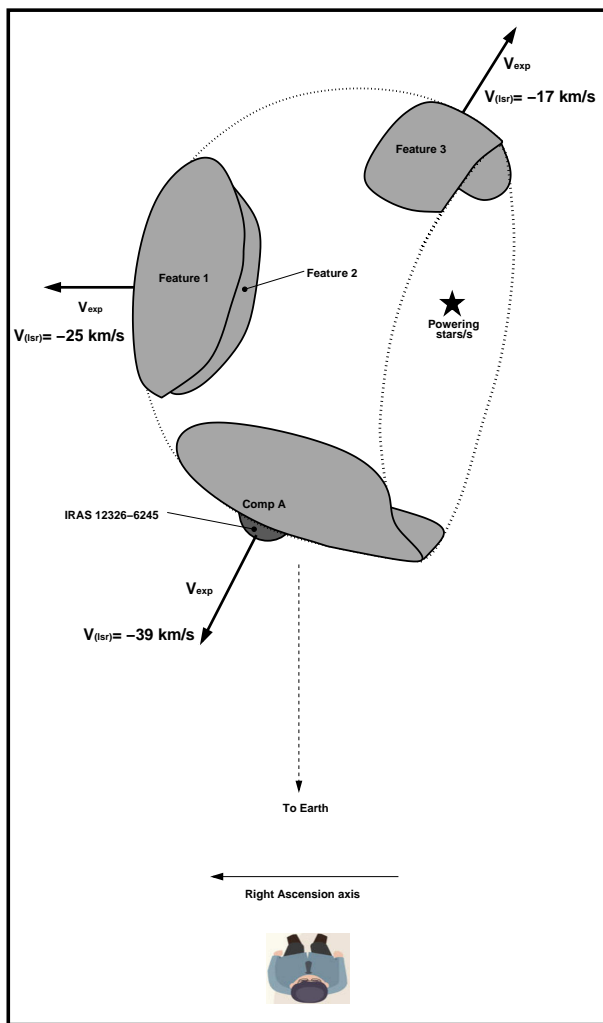 Vexp
V(lsr)= −17 km/s
Feature 3
Feature 1
Feature 2
Vexp
V(lsr)= −25 km/s
Powering
stars/s
Comp A
IRAS 12326−6245
Vexp
V(lsr)= −39 km/s
To Earth
Right Ascension axis